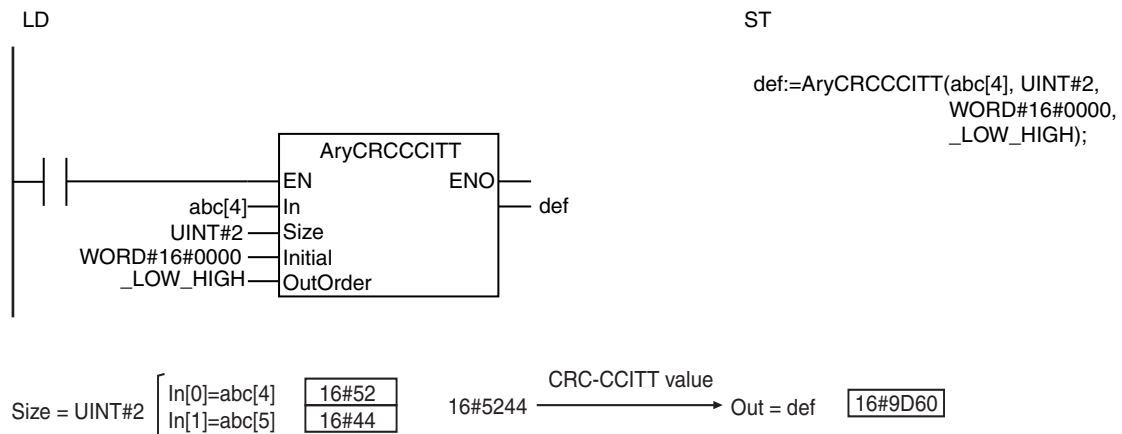 LD
ST
def:=AryCRCCCITT(abc[4], UINT#2,
WORD#16#0000,
_LOW_HIGH);
AryCRCCCITT
EN ENO
abc[4] In def
UINT#2 Size
WORD#16#0000 Initial
_LOW_HIGH OutOrder
CRC-CCITT value
Size = UINT#2 In[0]=abc[4] 16#52 16#5244 Out = def 16#9D60
In[1]=abc[5] 16#44